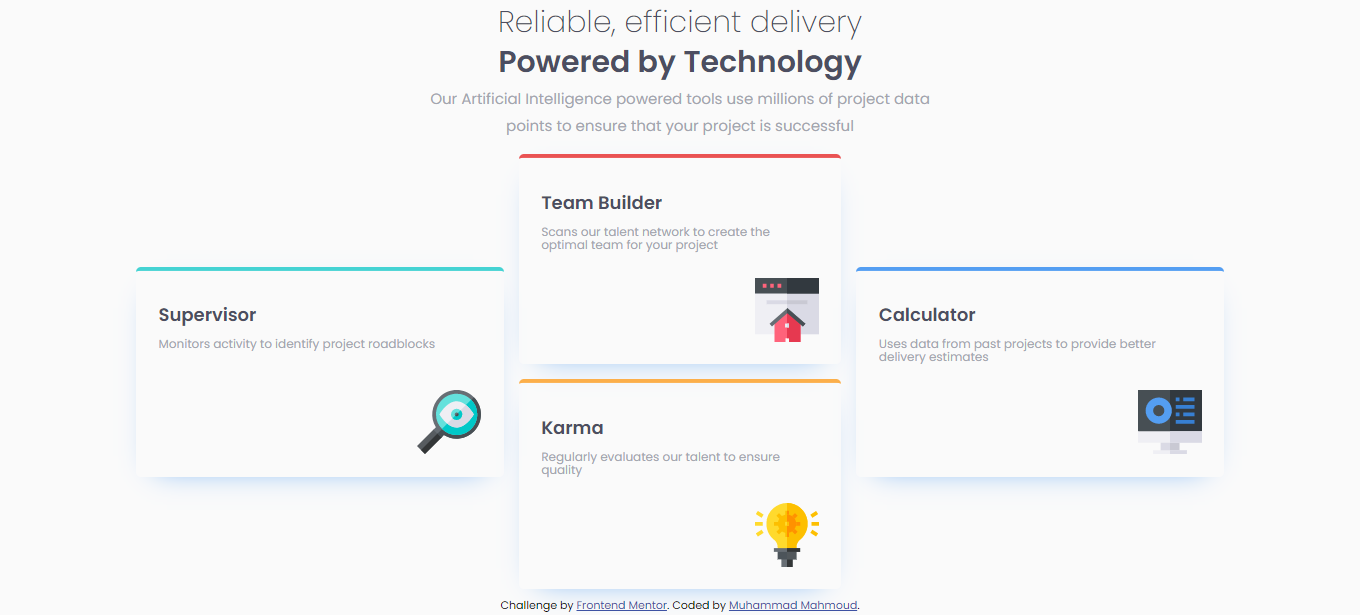 Reliable, efficient delivery
Powered by Technology
Our Artificial Intelligence powered tools use millions of project data
points to ensure that your project is successful
Supervisor
Monitors activity to identify project roadblocks
Team Builder
Scans our talent network to create the
optimal team for your project
Karma
Regularly evaluates our talent to ensure
quality
Calculator
Uses data from past projects to provide better
delivery estimates
Challenge by Frontend Mentor. Coded by Muhammad Mahmoud.